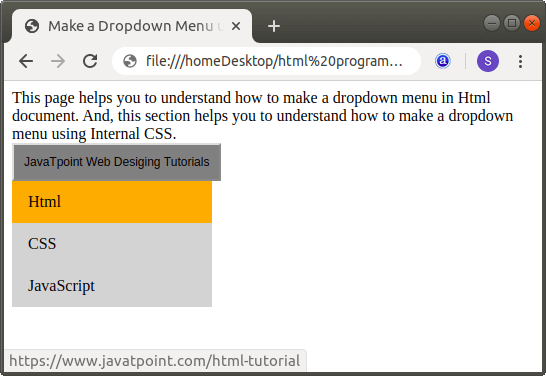 Make a Dropdown Menu u
file:///homeDesktop/html%20program…
a
S
This page helps you to understand how to make a dropdown menu in Html
document. And, this section helps you to understand how to make a dropdown
menu using Internal CSS.
JavaTpoint Web Desiging Tutorials
Html
CSS
JavaScript
https://www.javatpoint.com/html-tutorial